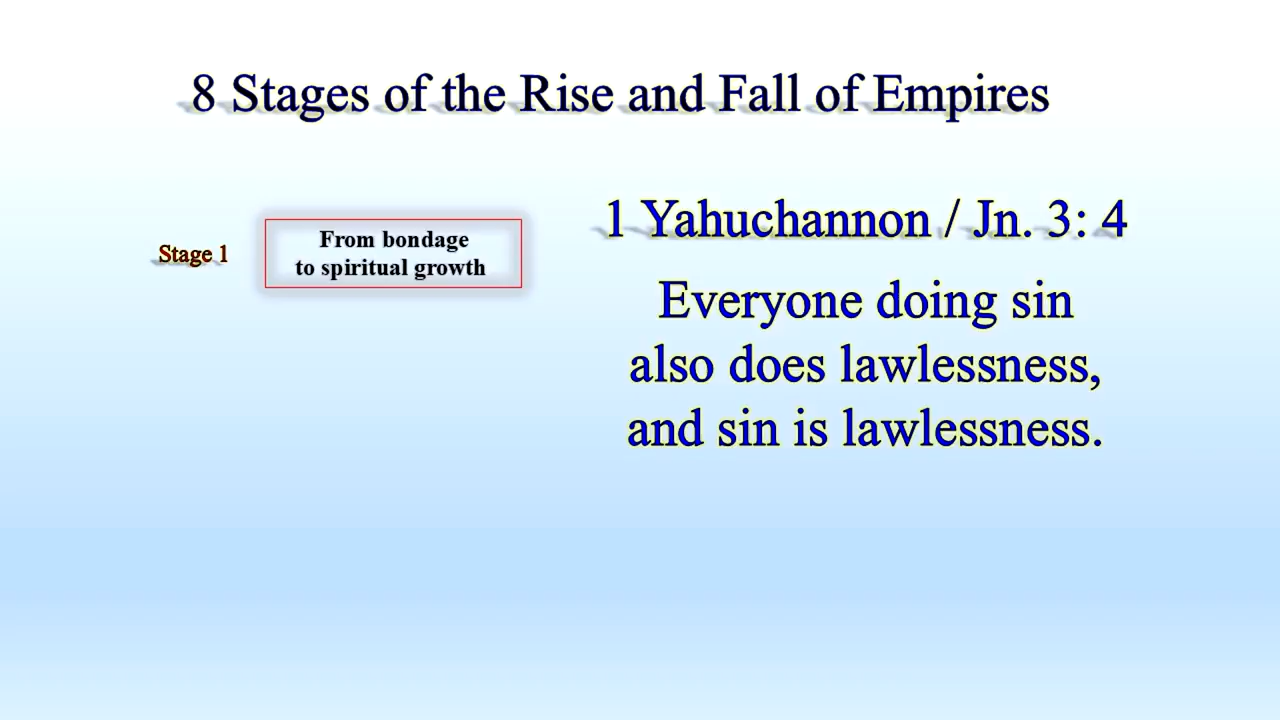 8 Stages of the Rise and Fall of Empires
Stage 1
From bondage
to spiritual growth
1 Yahuchannon / Jn. 3: 4
Everyone doing sin
also does lawlessness,
and sin is lawlessness.